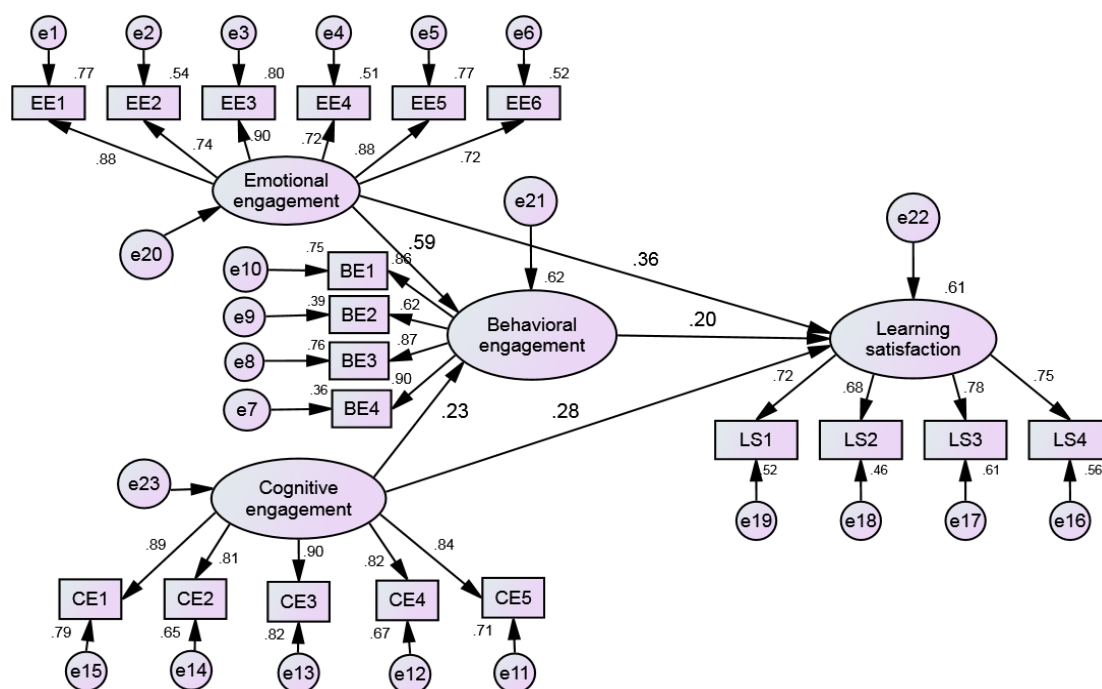 e1 e2 e3 e4 e5 e6
.77 .54 .80 .51 .77 .52
EE1 EE2 EE3 EE4 EE5 EE6
.88 .74 .90 .72 .88 .72
Emotional
engagement
e20
e21
e22
.59
.36
.62
.61
e10 .75 BE1 .86
e9 .39 BE2 .62
e8 .76 BE3 .87
e7 .36 BE4 .90
Behavioral
engagement
.20
Learning
satisfaction
.23
.28
.72 .68 .78 .75
LS1 LS2 LS3 LS4
.52 .46 .61 .56
e19 e18 e17 e16
e23
Cognitive
engagement
.89 .81 .90 .82 .84
CE1 CE2 CE3 CE4 CE5
.79 .65 .82 .67 .71
e15 e14 e13 e12 e11